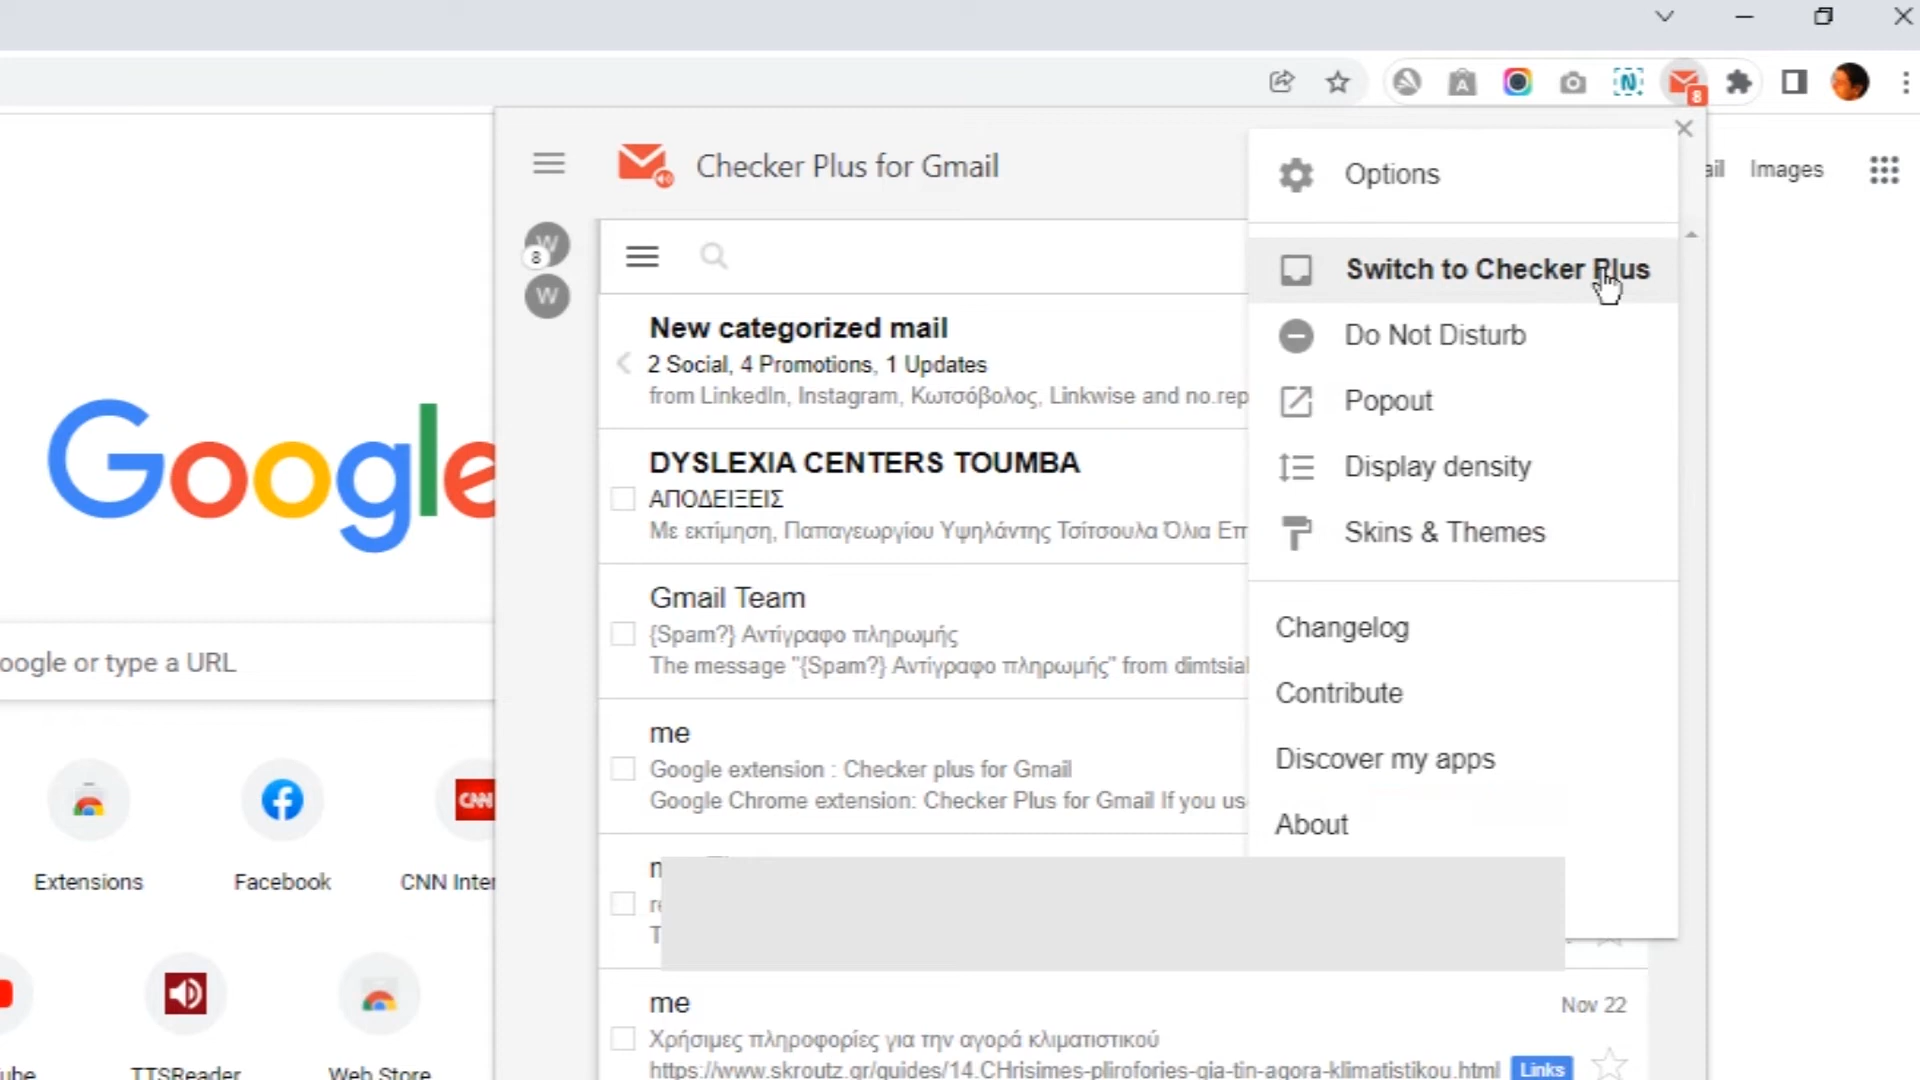 8
Checker Plus for Gmail
Options
Images
W
8
W
Switch to Checker Plus
New categorized mail
2 Social, 4 Promotions, 1 Updates
from LinkedIn, Instagram, Κωτσόβολος, Linkwise and no.rep
Do Not Disturb
Popout
DYSLEXIA CENTERS TOUMBA
ΑΠΟΔΕΙΞΕΙΣ
Με εκτίμηση, Παπαγεωργίου Υψηλάντης Τσίτσουλα Όλια Επ
Display density
Skins & Themes
Google
Gmail Team
{Spam?} Αντίγραφο πληρωμής
The message "{Spam?} Αντίγραφο πληρωμής" from dimtsial
Changelog
Contribute
oogle or type a URL
me
Google extension : Checker plus for Gmail
Google Chrome extension: Checker Plus for Gmail If you us
Discover my apps
About
CNN
Extensions
Facebook
CNN Inter
me
Nov 22
Χρήσιμες πληροφορίες για την αγορά κλιματιστικού
https://www.skroutz.gr/guides/14.CHrisimes-plirofories-gia-tin-agora-klimatistikou.html
Links
TTSReader
Web Store